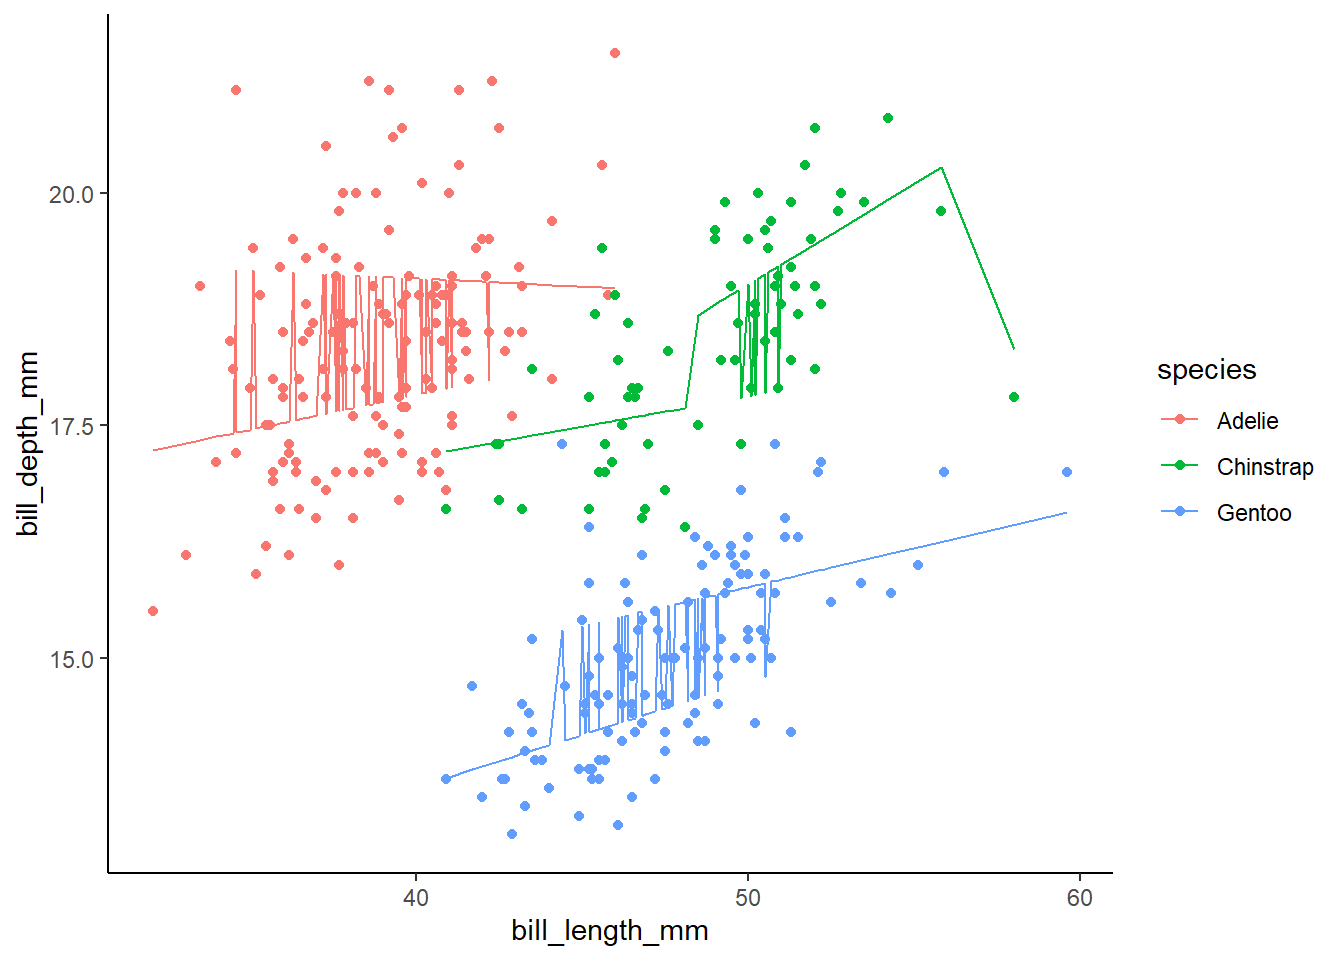 20.0
17.5
15.0
bill_depth_mm
40
50
60
bill_length_mm
species
Adelie
Chinstrap
Gentoo